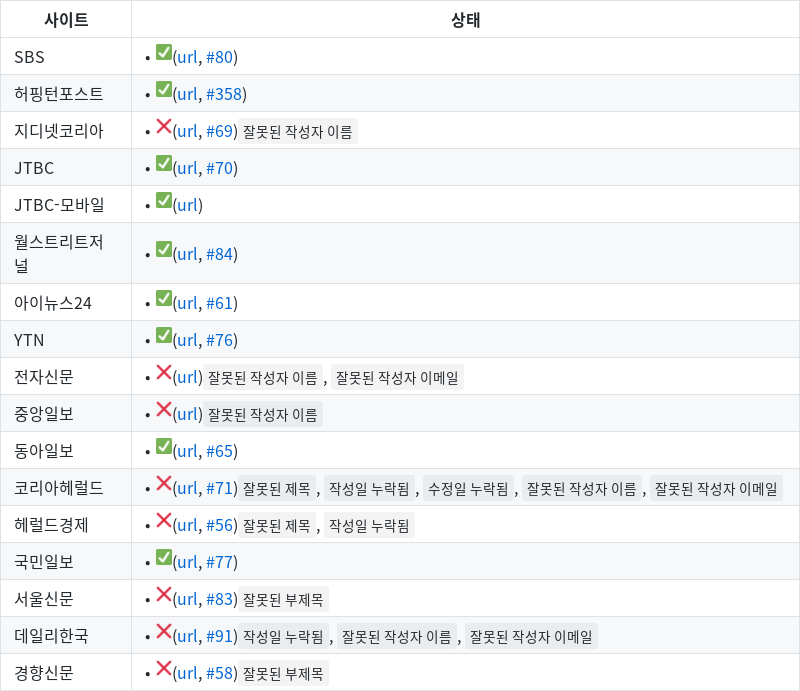 사이트 상태
SBS • ✅(url, #80)
허핑턴포스트 • ✅(url, #358)
지디넷코리아 • ❌(url, #69) 잘못된 작성자 이름
JTBC • ✅(url, #70)
JTBC-모바일 • ✅(url)
월스트리트저
널 • ✅(url, #84)
아이뉴스24 • ✅(url, #61)
YTN • ✅(url, #76)
전자신문 • ❌(url) 잘못된 작성자 이름 , 잘못된 작성자 이메일
중앙일보 • ❌(url) 잘못된 작성자 이름
동아일보 • ✅(url, #65)
코리아헤럴드 • ❌(url, #71) 잘못된 제목 , 작성일 누락됨 , 수정일 누락됨 , 잘못된 작성자 이름 , 잘못된 작성자 이메일
헤럴드경제 • ❌(url, #56) 잘못된 제목 , 작성일 누락됨
국민일보 • ✅(url, #77)
서울신문 • ❌(url, #83) 잘못된 부제목
데일리한국 • ❌(url, #91) 작성일 누락됨 , 잘못된 작성자 이름 , 잘못된 작성자 이메일
경향신문 • ❌(url, #58) 잘못된 부제목